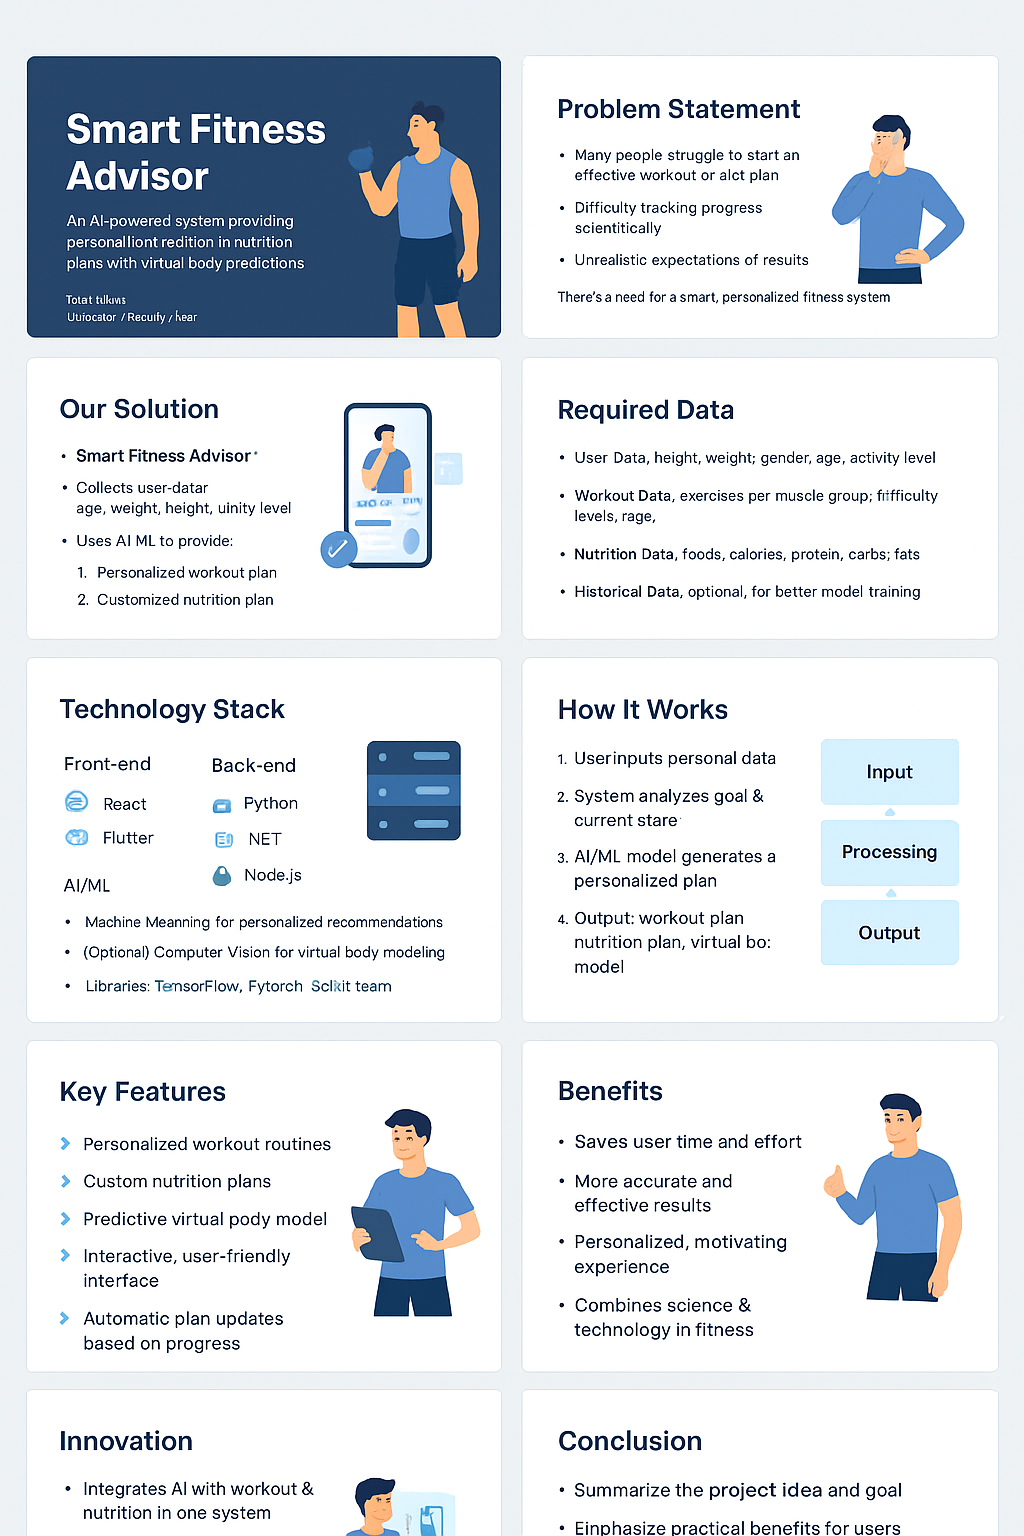 Smart Fitness
Advisor
An AI-powered system providing
personalliont redition in nutrition
plans with virtual body predictions
Problem Statement
• Many people struggle to start an
effective workout or alct plan
• Difficulty tracking progress
scientitically
• Unrealistic expectations of results
There's a need for a smart, personalized fitness system
Our Solution
• Smart Fitness Advisor
• Collects user-datar
age, weight, height, uinity level
• Uses AI ML to provide:
1. Personalized workout plan
2. Customized nutrition plan
Required Data
• User Data, height, weight; gender, age, activity level
• Workout Data, exercises per muscle group; frifficulty
levels, rage,
• Nutrition Data, foods, calories, protein, carbs; fats
• Historical Data, optional, for better model training
Technology Stack
Front-end
React
Flutter
Back-end
Python
NET
Node.js
AI/ML
• Machine Meanning for personalized recommendations
• (Optional) Computer Vision for virtual body modeling
• Libraries: TensorFlow, Fytorch Sclkit team
How It Works
1. Userinputs personal data
2. System analyzes goal &
current stare
3. AI/ML model generates a
personalized plan
4. Output: workout plan
nutrition plan, virtual bo:
model
Input
Processing
Output
Key Features
Personalized workout routines
Custom nutrition plans
Predictive virtual pody model
Interactive, user-friendly
interface
Automatic plan updates
based on progress
Benefits
• Saves user time and effort
• More accurate and
effective results
• Personalized, motivating
experience
• Combines science &
technology in fitness
Innovation
• Integrates AI with workout &
nutrition in one system
Conclusion
• Summarize the project idea and goal
• Einphasize practical benefits for users